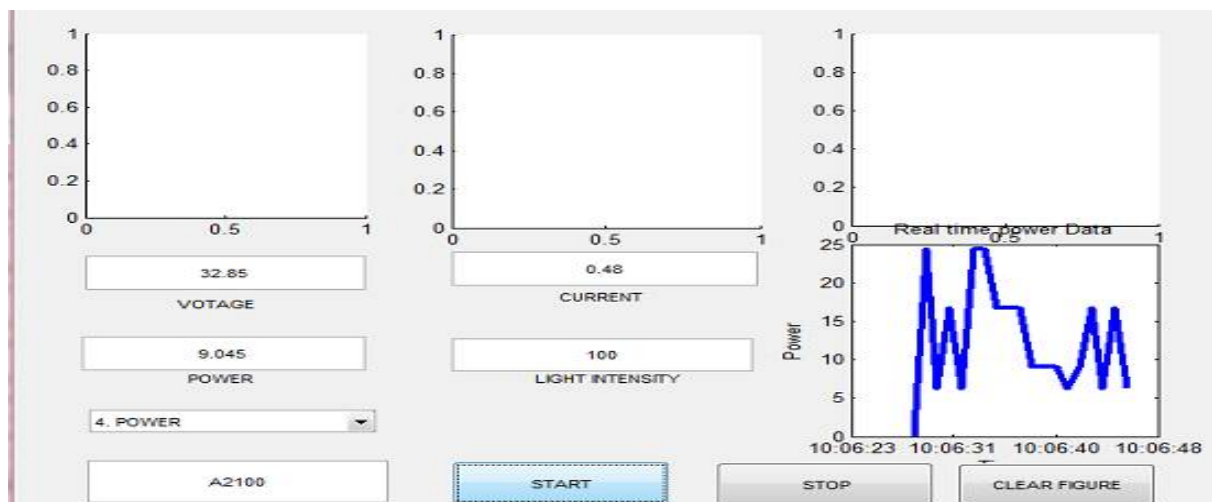 1
0.8
0.6
0.4
0.2
0
0 0.5 1
1
0.8
0.6
0.4
0.2
0
0 0.5 1
1
0.8
0.6
0.4
0.2
0
0 0.5 1
32.85
VOTAGE
0.48
CURRENT
9.045
POWER
100
LIGHT INTENSITY
Real time power Data
25
20
15
10
5
0
Power
10:06:23 10:06:31 10:06:40 10:06:48
4. POWER
A2100
START
STOP
CLEAR FIGURE